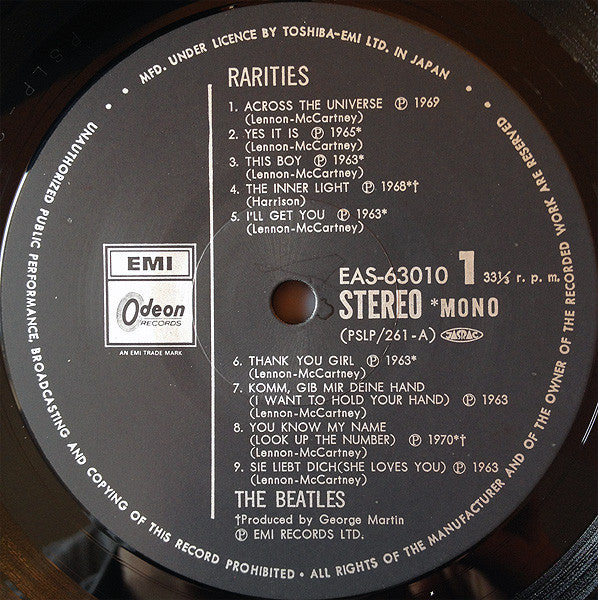 MFD. UNDER LICENCE BY TOSHIBA-EMI LTD. IN JAPAN
RARITIES
1. ACROSS THE UNIVERSE Ⓟ 1969
(Lennon-McCartney)
2. YES IT IS Ⓟ 1965*
(Lennon-McCartney)
3. THIS BOY Ⓟ 1963*
(Lennon-McCartney)
4. THE INNER LIGHT Ⓟ 1968*†
(Harrison)
5. I'LL GET YOU Ⓟ 1963*
(Lennon-McCartney)
EMI
Odeon
RECORDS
AN EMI TRADE MARK
EAS-63010 1 33⅓ r. p. m.
STEREO *MONO
(PSLP/261-A) JASRAC
6. THANK YOU GIRL Ⓟ 1963*
(Lennon-McCartney)
7. KOMM, GIB MIR DEINE HAND
(I WANT TO HOLD YOUR HAND) Ⓟ 1963
(Lennon-McCartney)
8. YOU KNOW MY NAME
(LOOK UP THE NUMBER) Ⓟ 1970*†
(Lennon-McCartney)
9. SIE LIEBT DICH(SHE LOVES YOU) Ⓟ 1963
(Lennon-McCartney)
THE BEATLES
†Produced by George Martin
Ⓟ EMI RECORDS LTD.
UNAUTHORIZED PUBLIC PERFORMANCE, BROADCASTING AND COPYING OF THIS RECORD PROHIBITED • ALL RIGHTS OF THE MANUFACTURER AND OF THE OWNER OF THE RECORDED WORK ARE RESERVED